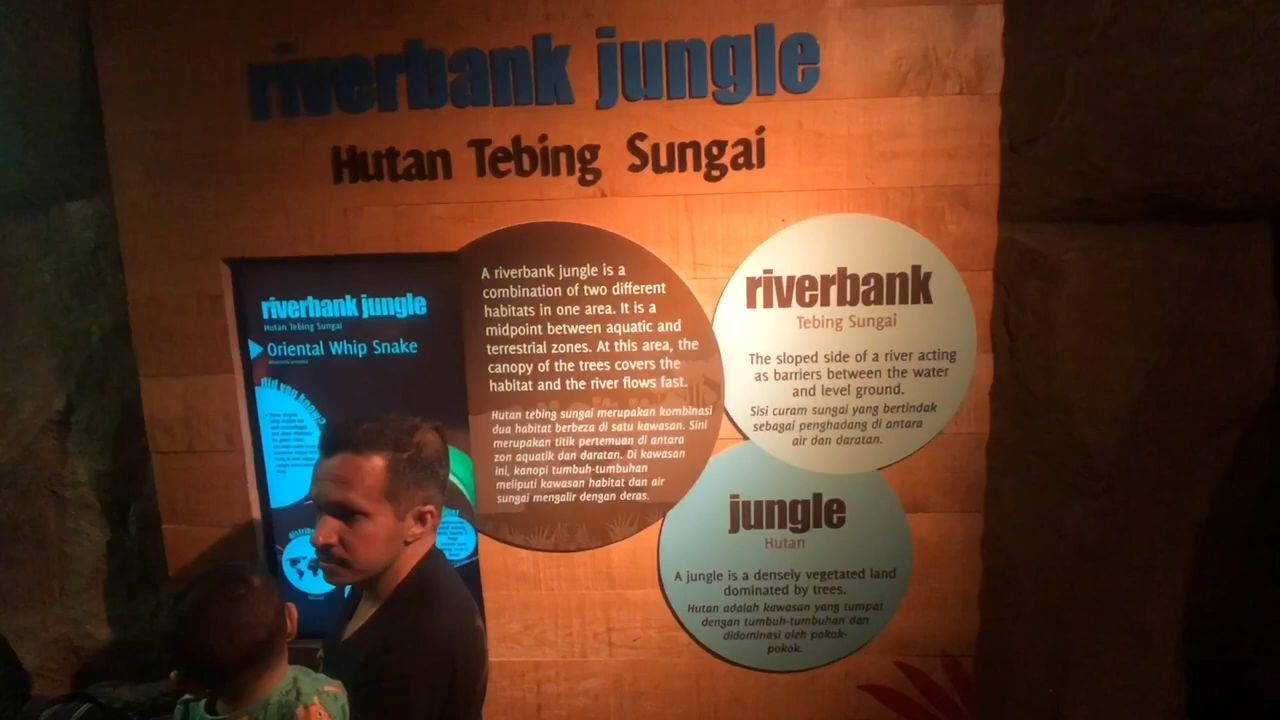 riverbank jungle
Hutan Tebing Sungai
riverbank jungle
Hutan Tebing Sungai
Oriental Whip Snake
did you know?
A riverbank jungle is a
combination of two different
habitats in one area. It is a
midpoint between aquatic and
terrestrial zones. At this area, the
canopy of the trees covers the
habitat and the river flows fast.
Hutan tebing sungai merupakan kombinasi
dua habitat berbeza di satu kawasan. Sini
merupakan titik pertemuan di antara
zon aquatik dan daratan. Di kawasan
ini, kanopi tumbuh-tumbuhan
meliputi kawasan habitat dan air
sungai mengalir dengan deras.
riverbank
Tebing Sungai
The sloped side of a river acting
as barriers between the water
and level ground.
Sisi curam sungai yang bertindak
sebagai penghadang di antara
air dan daratan.
jungle
Hutan
A jungle is a densely vegetated land
dominated by trees.
Hutan adalah kawasan yang tumpat
dengan tumbuh-tumbuhan dan
didominasi oleh pokok-
pokok.